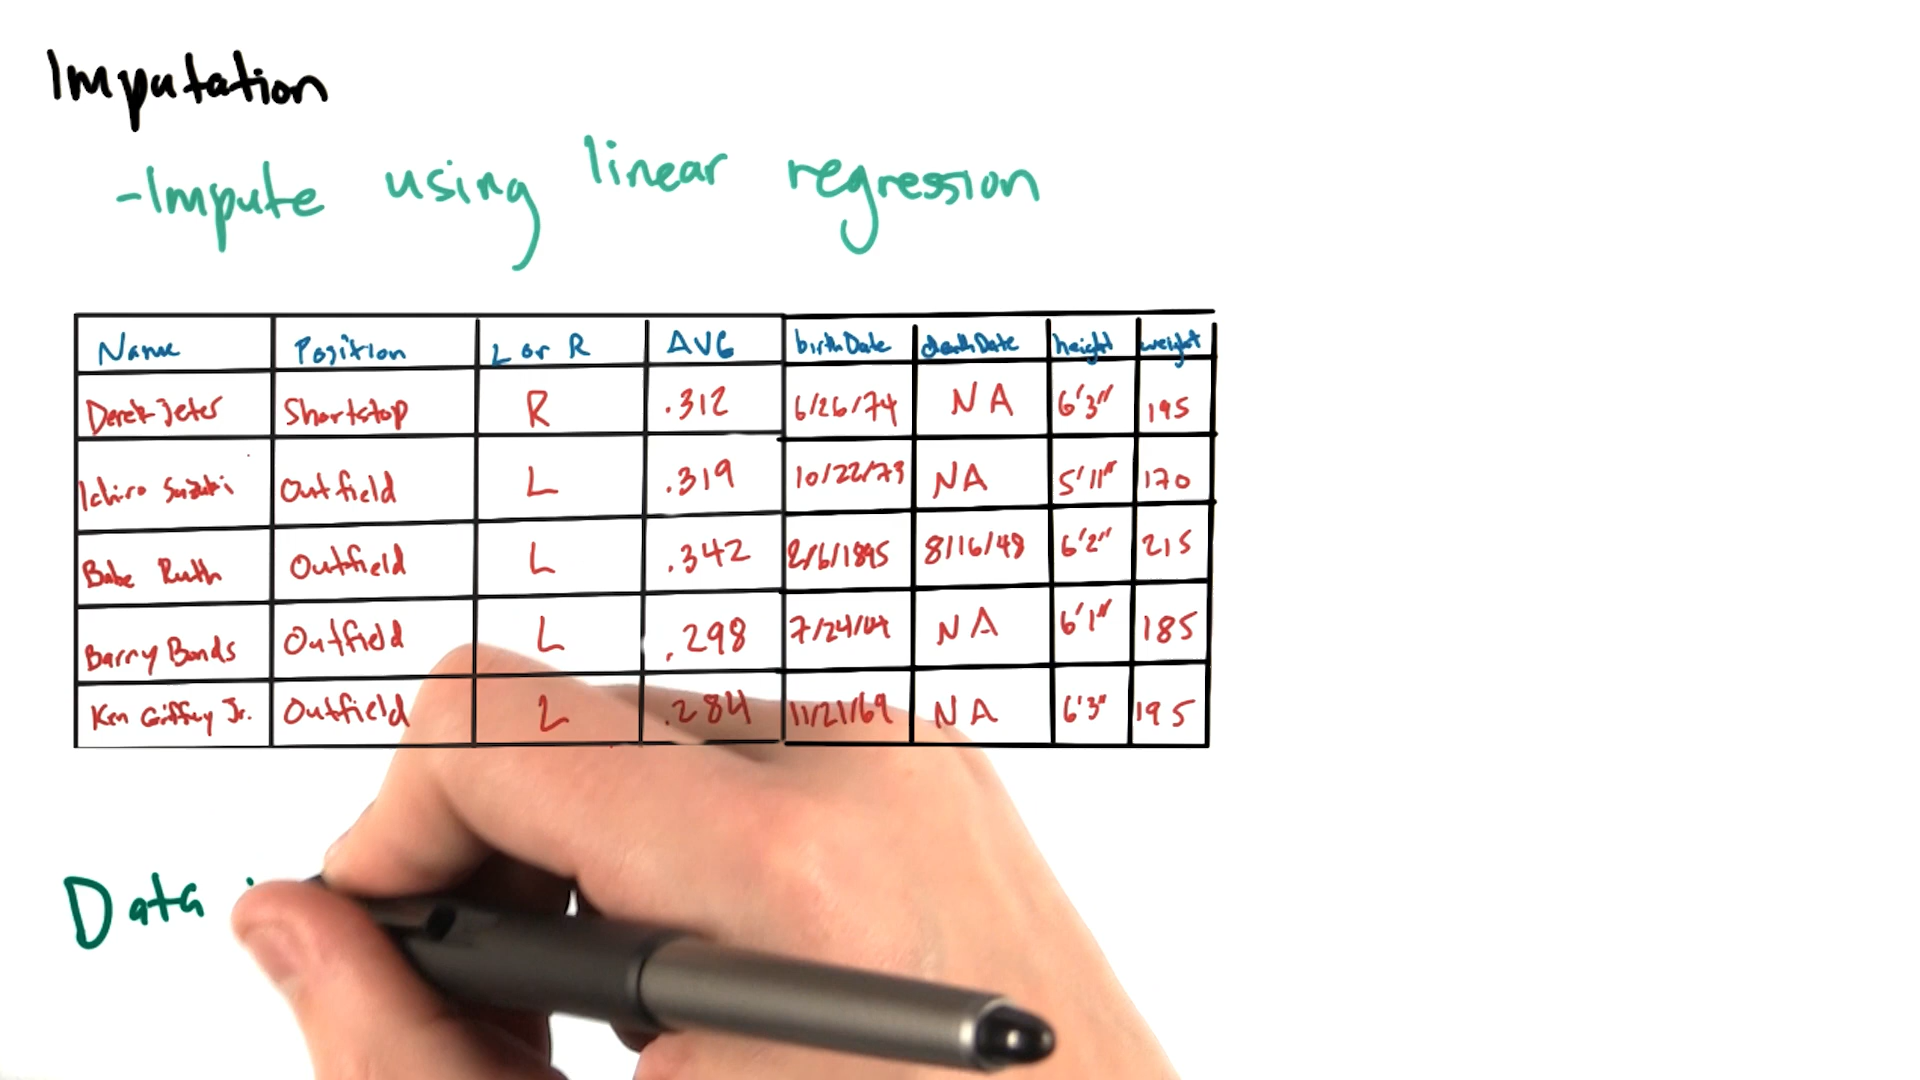 Imputation
-Impute using linear regression
Name Position L or R AVG birthDate deathDate height weight
Derek Jeter Shortstop R .312 6/26/74 NA 6'3" 195
Ichiro Suzuki Outfield L .319 10/22/73 NA 5'11" 170
Babe Ruth Outfield L .342 2/6/1895 8/16/48 6'2" 215
Barry Bonds Outfield L .298 7/24/64 NA 6'1" 185
Ken Griffey Jr. Outfield L .284 11/21/69 NA 6'3" 195
Data